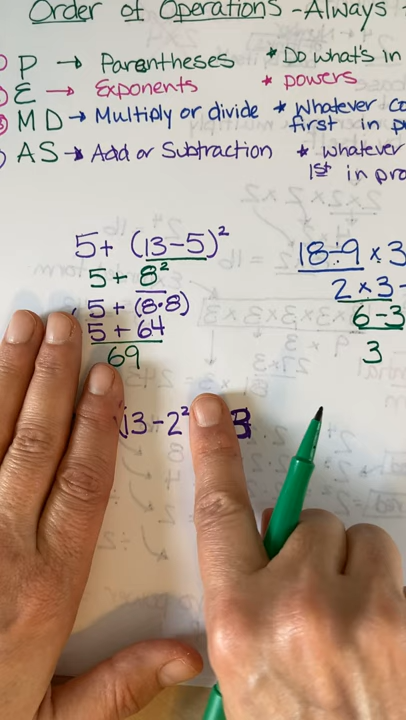 Order of Operations - Always
P → Parentheses * Do what's in
E → Exponents * powers
MD → Multiply or divide * Whatever
first in
AS → Add or Subtraction * whatever
1st in
5 + (13-5)²
5 + 8²
5 + (8·8)
5 + 64
69
18÷9 × 3
2 × 3 -
6-3
3
13 - 2²